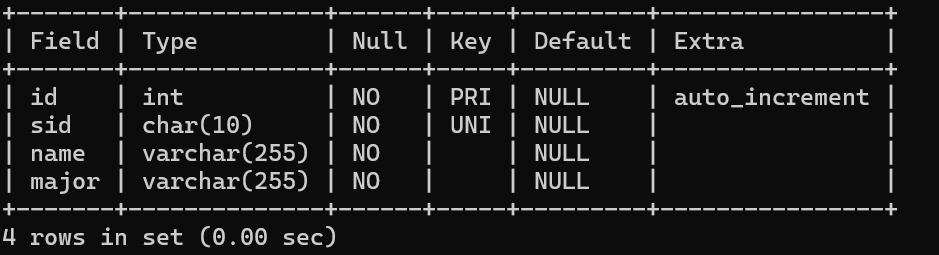 +-------+--------------+------+-----+---------+----------------+
| Field | Type         | Null | Key | Default | Extra          |
+-------+--------------+------+-----+---------+----------------+
| id    | int          | NO   | PRI | NULL    | auto_increment |
| sid   | char(10)     | NO   | UNI | NULL    |                |
| name  | varchar(255) | NO   |     | NULL    |                |
| major | varchar(255) | NO   |     | NULL    |                |
+-------+--------------+------+-----+---------+----------------+
4 rows in set (0.00 sec)